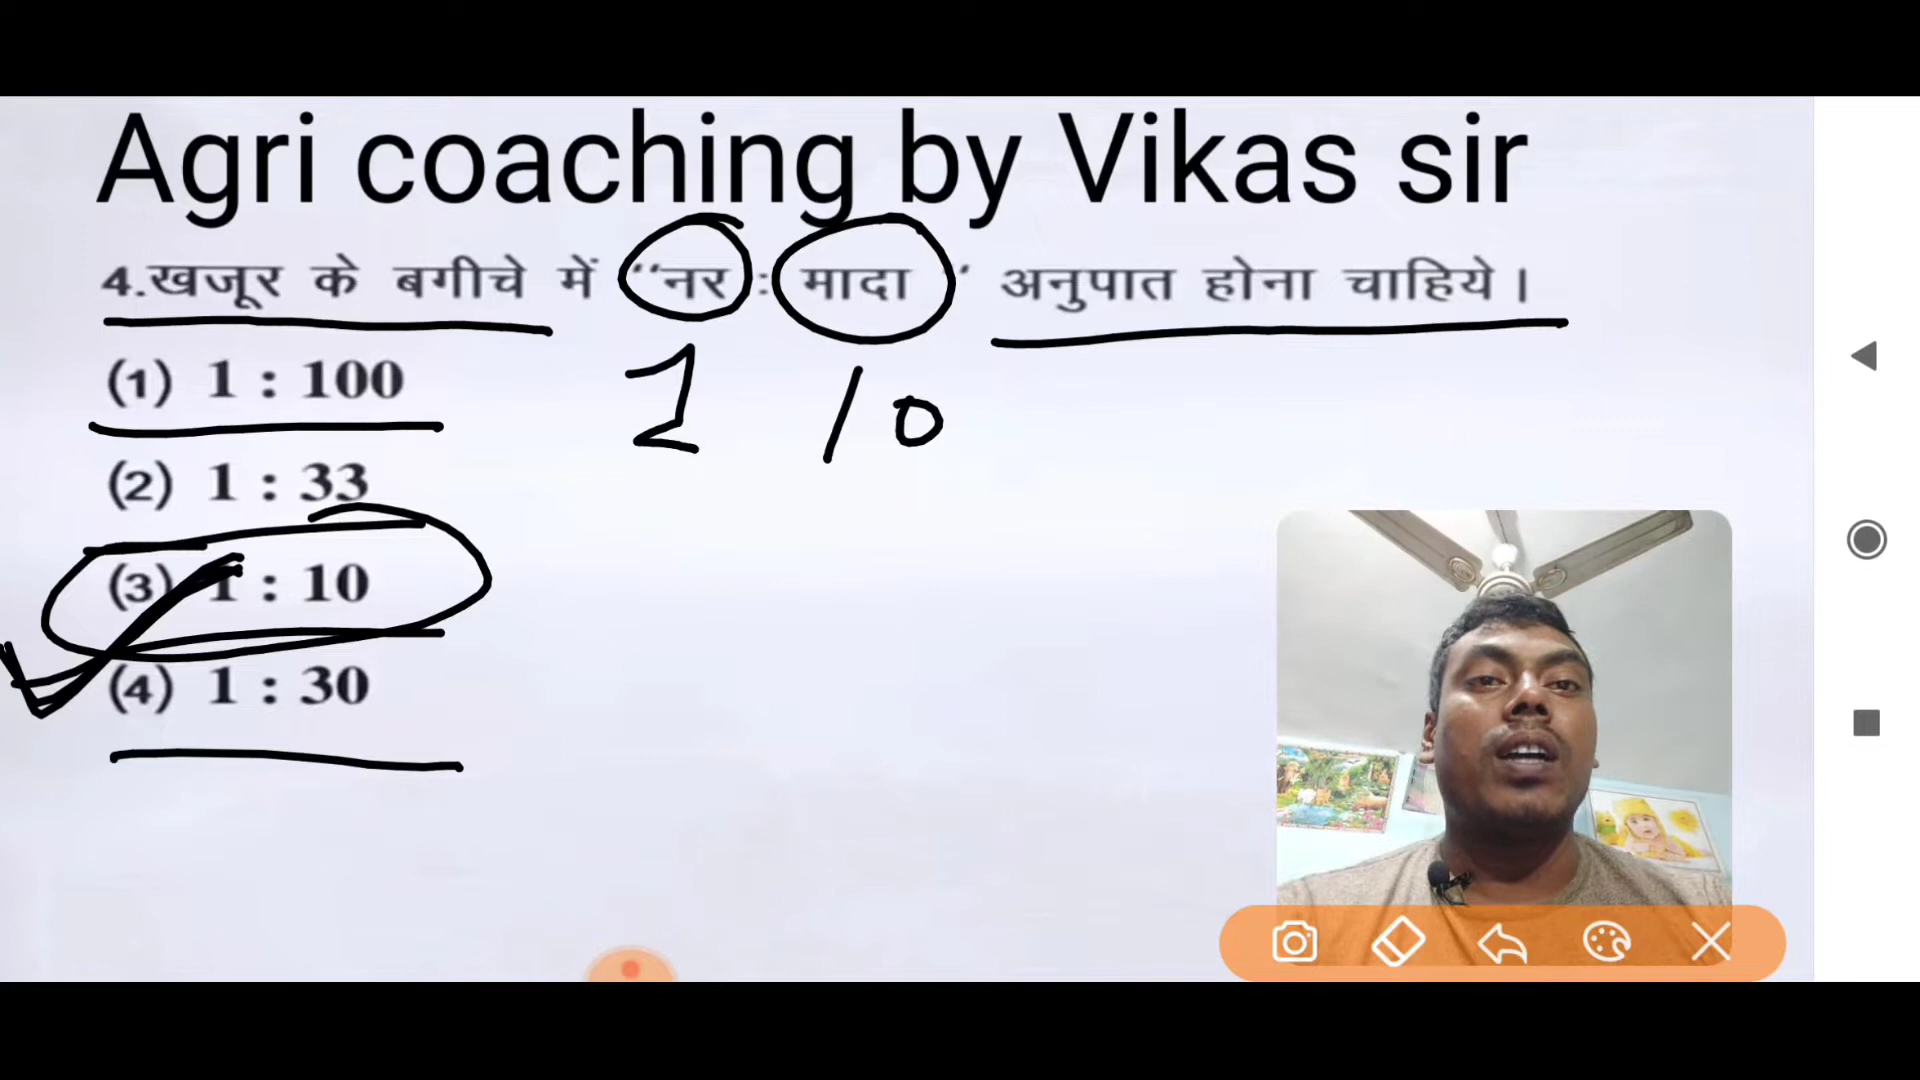 Agri coaching by Vikas sir
4.खजूर के बगीचे में ‘‘नर : मादा ’ अनुपात होना चाहिये।
(1) 1 : 100
1 10
(2) 1 : 33
(3) 1 : 10
(4) 1 : 30